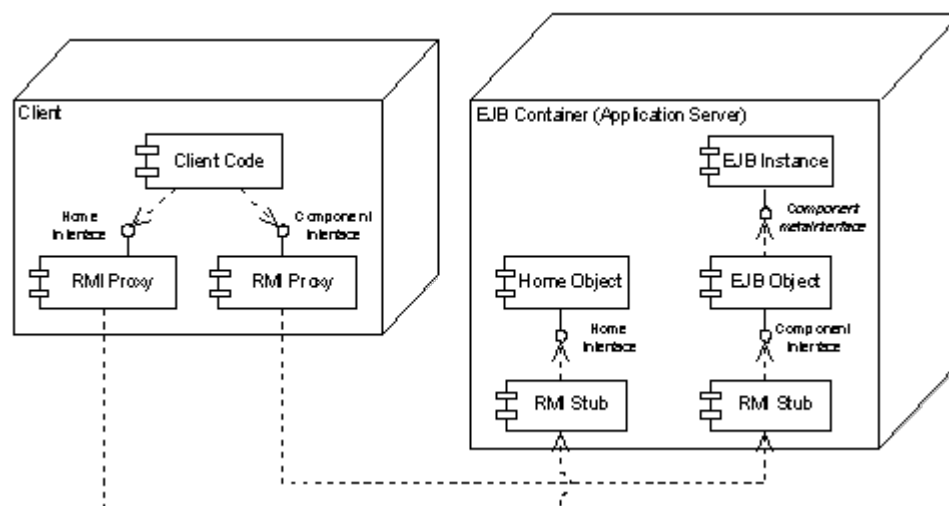 Client
Client Code
Home
Interface
Component
Interface
RMI Proxy
RMI Proxy
EJB Container (Application Server)
EJB Instance
Component
metainterface
Home Object
EJB Object
Home
Interface
Component
Interface
RMI Stub
RMI Stub